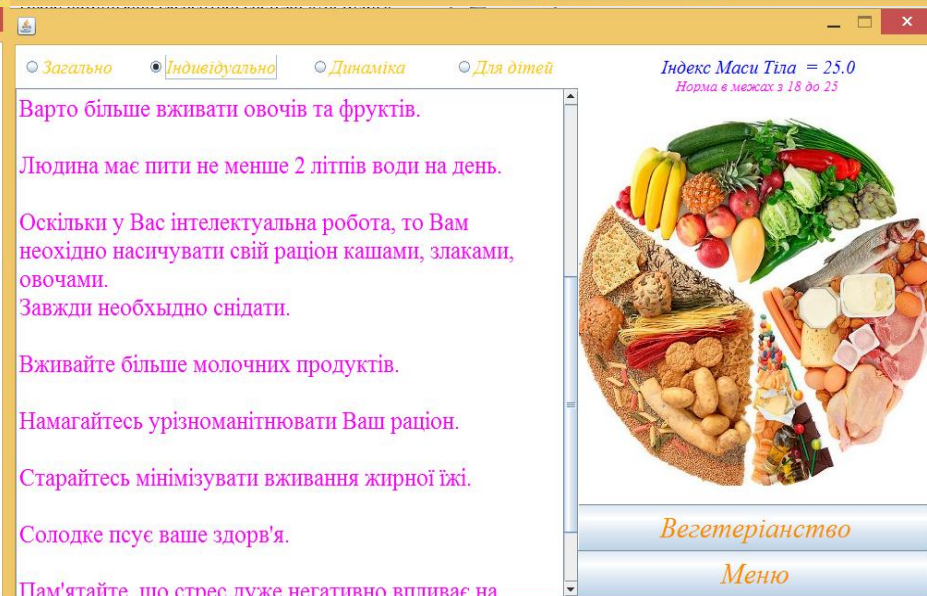 Загально
Індивідуально
Динаміка
Для дітей
Індекс Маси Тіла = 25.0
Норма в межах з 18 до 25
Варто більше вживати овочів та фруктів.
Людина має пити не менше 2 літпів води на день.
Оскільки у Вас інтелектуальна робота, то Вам
неохідно насичувати свій раціон кашами, злаками,
овочами.
Завжди необхыдно снідати.
Вживайте більше молочних продуктів.
Намагайтесь урізноманітнювати Ваш раціон.
Старайтесь мінімізувати вживання жирної їжі.
Солодке псує ваше здоров'я.
Пам'ятайте, що стрес дуже негативно впливає на
Вегетеріанство
Меню